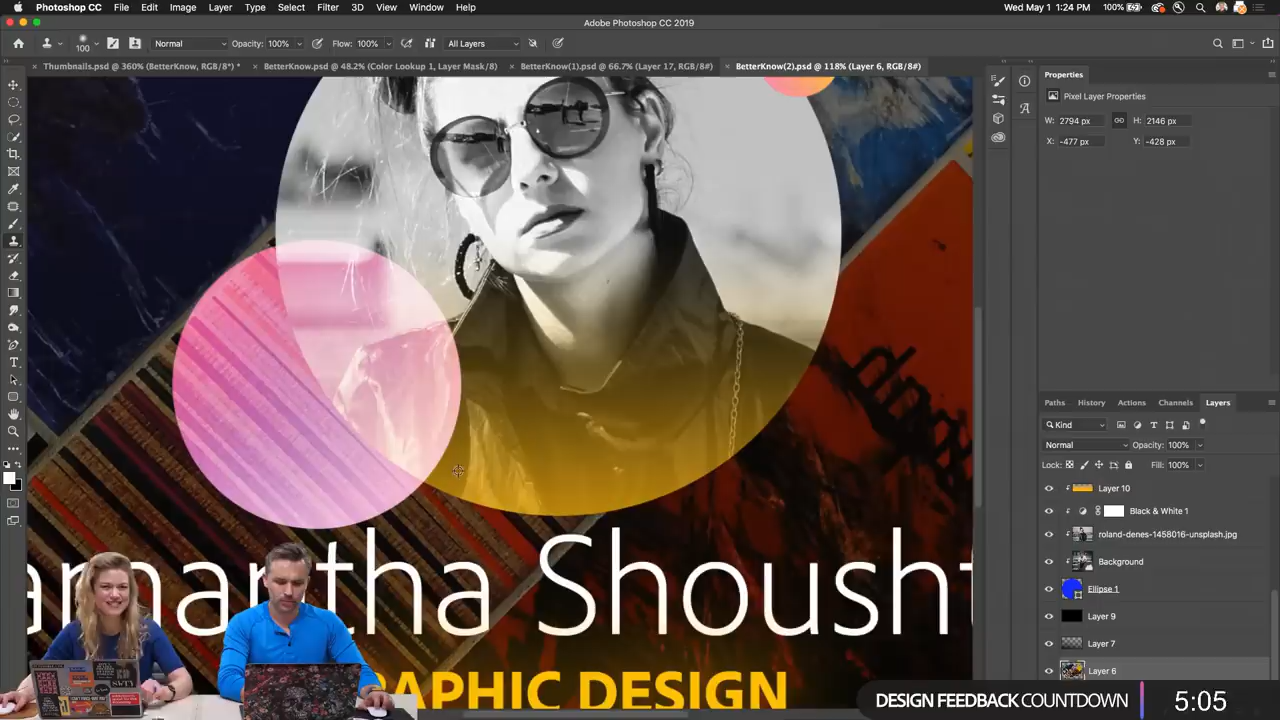 Photoshop CC File Edit Image Layer Type Select Filter 3D View Window Help
100% Wed May 1 1:24 PM
Adobe Photoshop CC 2019
100 Normal Opacity: 100% Flow: 100% All Layers
Thumbnails.psd @ 360% (BetterKnow, RGB/8*) *
BetterKnow.psd @ 48.2% (Color Lookup 1, Layer Mask/8)
BetterKnow(1).psd @ 66.7% (Layer 17, RGB/8#)
BetterKnow(2).psd @ 118% (Layer 6, RGB/8#)
Properties
Pixel Layer Properties
W: 2794 px H: 2146 px
X: -477 px Y: -428 px
Paths History Actions Channels Layers
Kind
Normal Opacity: 100%
Lock: Fill: 100%
Layer 10
Black & White 1
roland-denes-1458016-unsplash.jpg
Background
Ellipse 1
Layer 9
Layer 7
Layer 6
amantha Shousht
RAPHIC DESIGN
DESIGN FEEDBACK COUNTDOWN 5:05